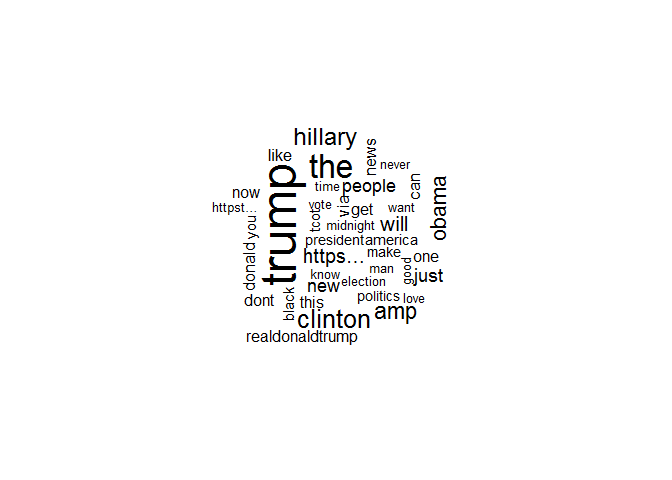 hillary
like
the
news
never
trump
time
people
can
now
httpst...
vote
via
get
want
obama
tcot
midnight
will
you
president
america
donald
https...
make
one
know
man
good
just
new
election
dont
black
this
politics
love
clinton
amp
realdonaldtrump